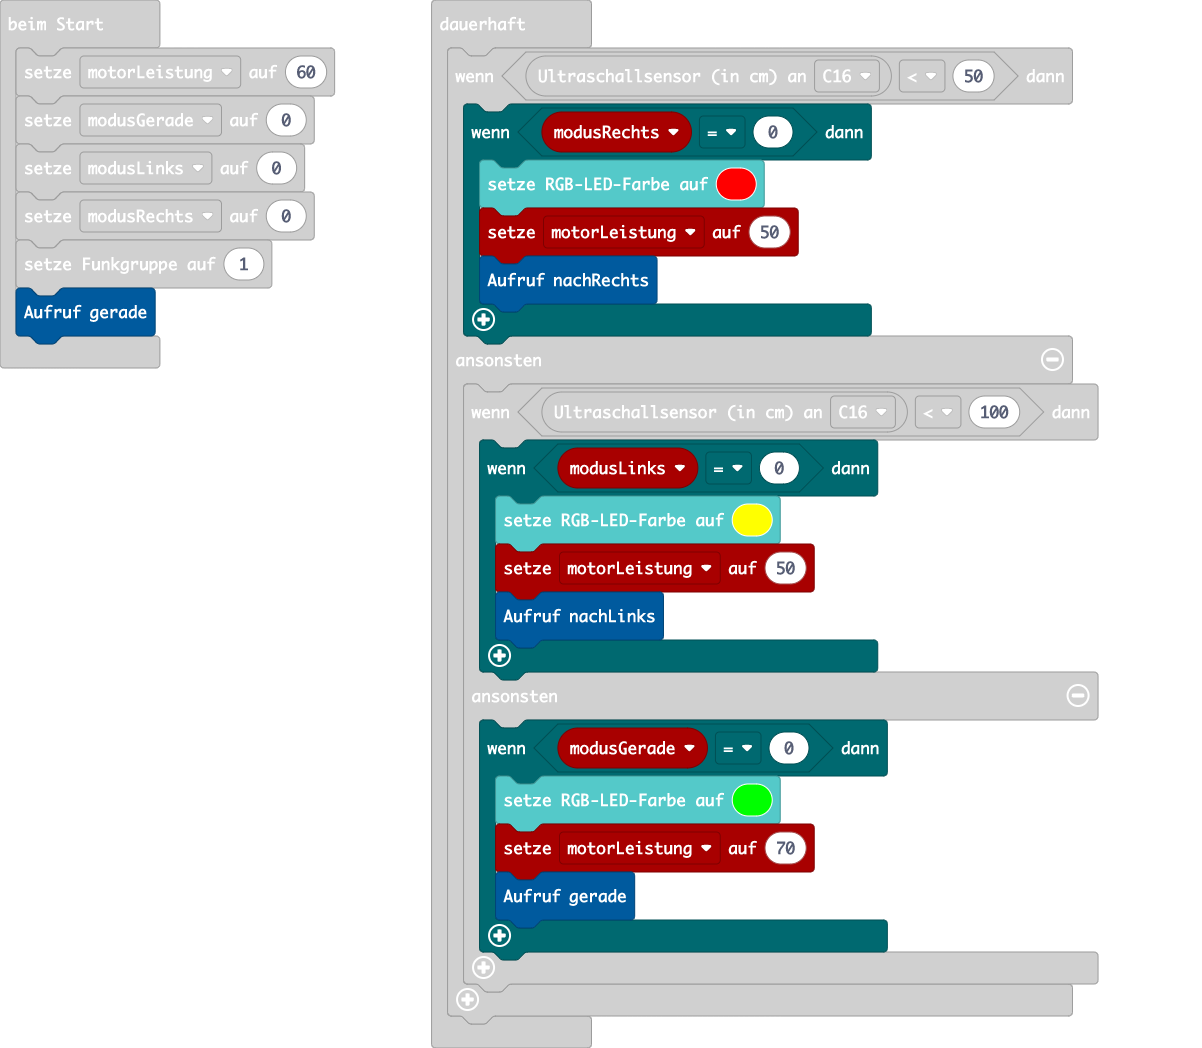 beim Start
setze motorLeistung auf 60
setze modusGerade auf 0
setze modusLinks auf 0
setze modusRechts auf 0
setze Funkgruppe auf 1
Aufruf gerade
dauerhaft
wenn Ultraschallsensor (in cm) an C16 < 50 dann
wenn modusRechts = 0 dann
setze RGB-LED-Farbe auf
setze motorLeistung auf 50
Aufruf nachRechts
ansonsten
wenn Ultraschallsensor (in cm) an C16 < 100 dann
wenn modusLinks = 0 dann
setze RGB-LED-Farbe auf
setze motorLeistung auf 50
Aufruf nachLinks
ansonsten
wenn modusGerade = 0 dann
setze RGB-LED-Farbe auf
setze motorLeistung auf 70
Aufruf gerade